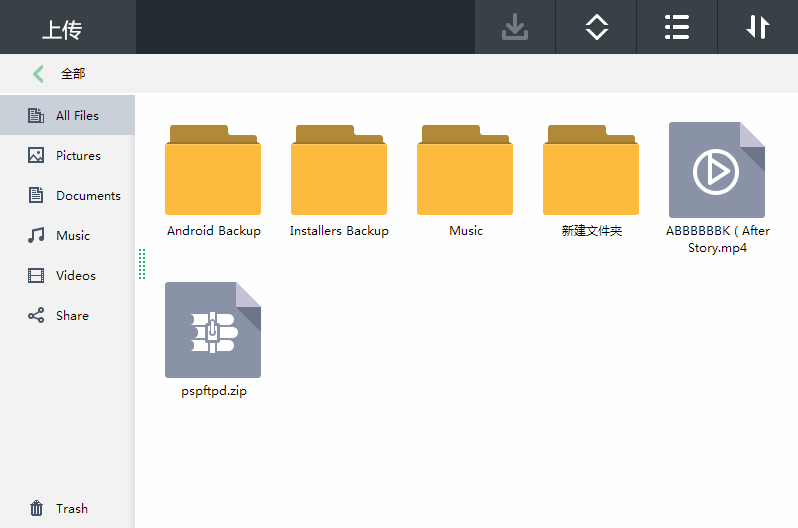 上传
全部
All Files
Pictures
Documents
Music
Videos
Share
Trash
Android Backup
Installers Backup
Music
新建文件夹
ABBBBBBK ( After
Story.mp4
pspftpd.zip